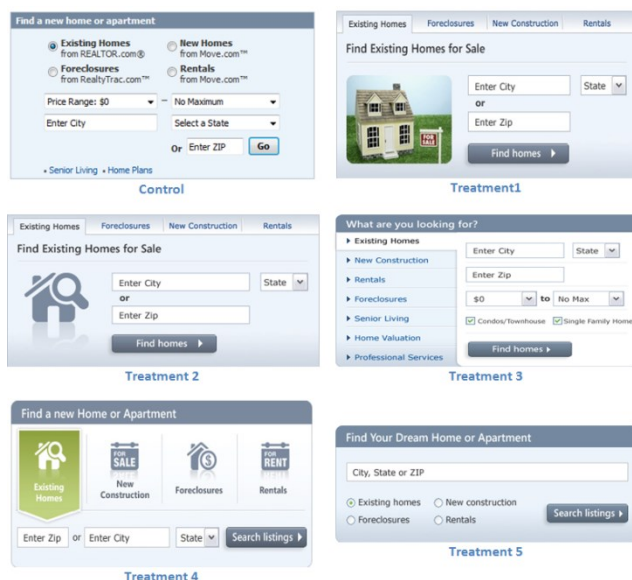 Find a new home or apartment
Existing Homes
from REALTOR.com®
New Homes
from Move.com™
Foreclosures
from RealtyTrac.com™
Rentals
from Move.com™
Price Range: $0
–
No Maximum
Enter City
Select a State
Or
Enter ZIP
Go
Senior Living
Home Plans
Control
Existing Homes
Foreclosures
New Construction
Rentals
Find Existing Homes for Sale
FOR SALE
Enter City
State
or
Enter Zip
Find homes
Treatment1
Existing Homes
Foreclosures
New Construction
Rentals
Find Existing Homes for Sale
Enter City
State
or
Enter Zip
Find homes
Treatment 2
What are you looking for?
Existing Homes
New Construction
Rentals
Foreclosures
Senior Living
Home Valuation
Professional Services
Enter City
State
Enter Zip
$0
to
No Max
Condos/Townhouse
Single Family Home
Find homes
Treatment 3
Find a new Home or Apartment
Existing
Homes
FOR
SALE
New
Construction
$
Foreclosures
FOR
RENT
Rentals
Enter Zip
or
Enter City
State
Search listings
Treatment 4
Find Your Dream Home or Apartment
City, State or ZIP
Existing homes
New construction
Foreclosures
Rentals
Search listings
Treatment 5